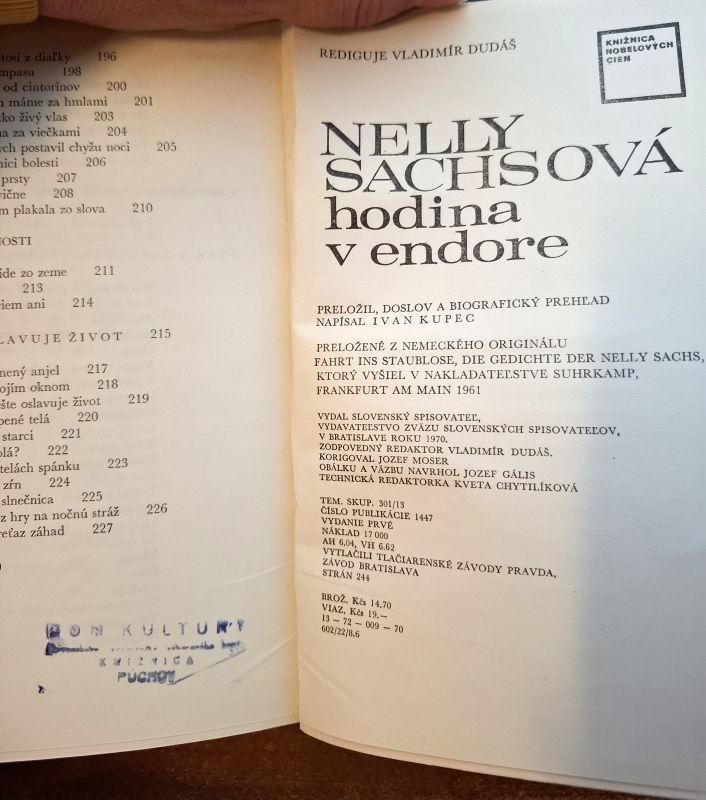 tosi z diaľky 196
mpasu 198
od cintorínov 200
máme za hmlami 201
ko živý vlas 203
a za viečkami 204
ch postavil chyžu noci 205
nici bolesti 206
prsty 207
vične 208
m plakala zo slova 210
NOSTI
ide zo zeme 211
213
iem ani 214
LAVUJE ŽIVOT 215
nený anjel 217
ojím oknom 218
šte oslavuje život 219
pené telá 220
starci 221
olá? 222
telách spánku 223
zŕn 224
slnečnica 225
z hry na nočnú stráž 226
reťaz záhad 227
DOM KULTÚRY
KNIŽNICA
PÚCHOV
REDIGUJE VLADIMÍR DUDÁŠ
KNIŽNICA
NOBELOVÝCH
CIEN
NELLY
SACHSOVÁ
hodina
v endore
PRELOŽIL, DOSLOV A BIOGRAFICKÝ PREHĽAD
NAPÍSAL IVAN KUPEC
PRELOŽENÉ Z NEMECKÉHO ORIGINÁLU
FAHRT INS STAUBLOSE, DIE GEDICHTE DER NELLY SACHS,
KTORÝ VYŠIEL V NAKLADATEĽSTVE SUHRKAMP,
FRANKFURT AM MAIN 1961
VYDAL SLOVENSKÝ SPISOVATEĽ,
VYDAVATEĽSTVO ZVÄZU SLOVENSKÝCH SPISOVATEĽOV,
V BRATISLAVE ROKU 1970.
ZODPOVEDNÝ REDAKTOR VLADIMÍR DUDÁŠ.
KORIGOVAL JOZEF MOSER
OBÁLKU A VÄZBU NAVRHOL JOZEF GÁLIS
TECHNICKÁ REDAKTORKA KVETA CHYTILÍKOVÁ
TEM. SKUP. 301/13
ČÍSLO PUBLIKÁCIE 1447
VYDANIE PRVÉ
NÁKLAD 17 000
AH 6,04, VH 6,62
VYTLAČILI TLAČIARENSKÉ ZÁVODY PRAVDA,
ZÁVOD BRATISLAVA
STRÁN 244
BROŽ. Kčs 14,70
VIAZ. Kčs 19,—
13 — 72 — 009 — 70
602/22/8,6